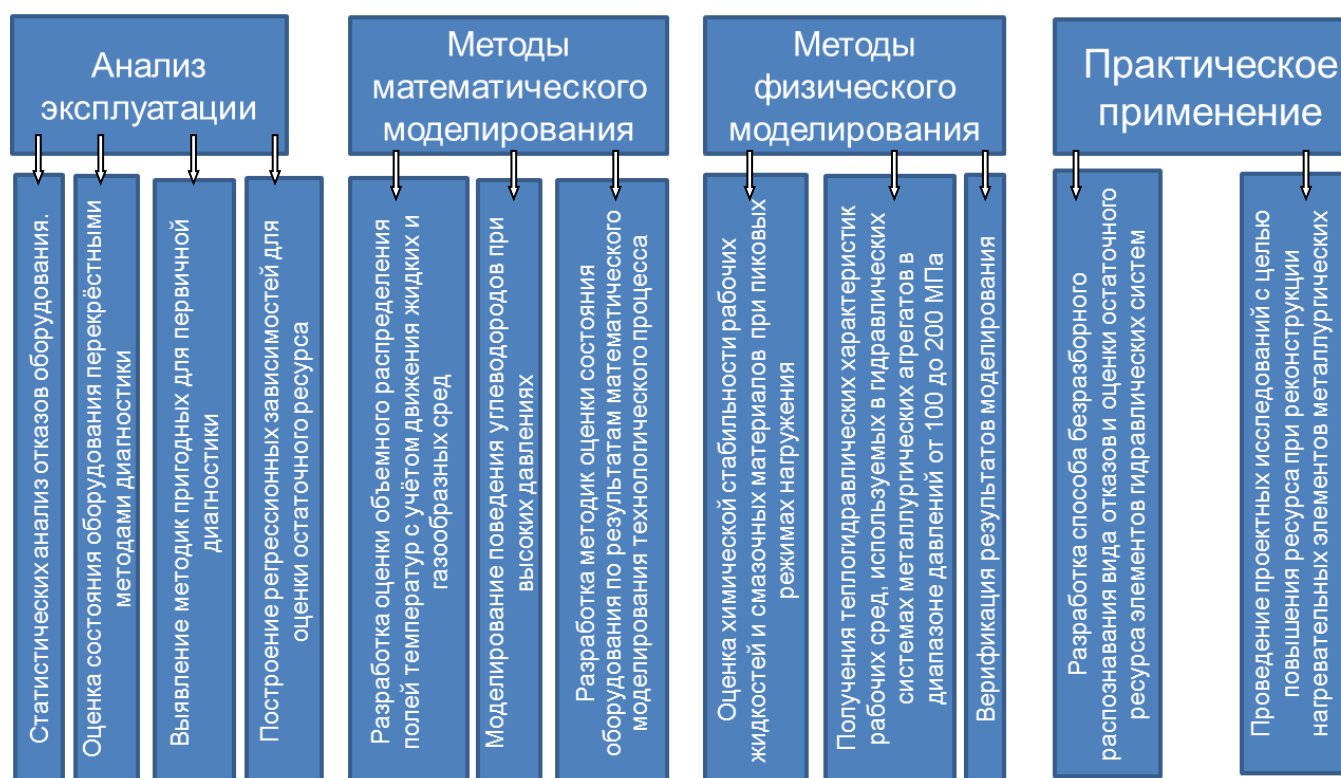 Анализ
эксплуатации
Статистических анализ отказов оборудования.
Оценка состояния оборудования перекрёстными
методами диагностики
Выявление методик пригодных для первичной
диагностики
Построение регрессионных зависимостей для
оценки остаточного ресурса
Методы
математического
моделирования
Разработка оценки объемного распределения
полей температур с учётом движения жидких и
газообразных сред
Моделирование поведения углеводородов при
высоких давлениях
Разработка методик оценки состояния
оборудования по результатам математического
моделирования технологического процесса
Методы
физического
моделирования
Оценка химической стабильности рабочих
жидкостей и смазочных материалов при пиковых
режимах нагружения
Получения теплогидравлических характеристик
рабочих сред, используемых в гидравлических
системах металлургических агрегатов в
диапазоне давлений от 100 до 200 МПа
Верификация результатов моделирования
Практическое
применение
Разработка способа безразборного
распознавания вида отказов и оценки остаточного
ресурса элементов гидравлических систем
Проведение проектных исследований с целью
повышения ресурса при реконструкции
нагревательных элементов металлургических